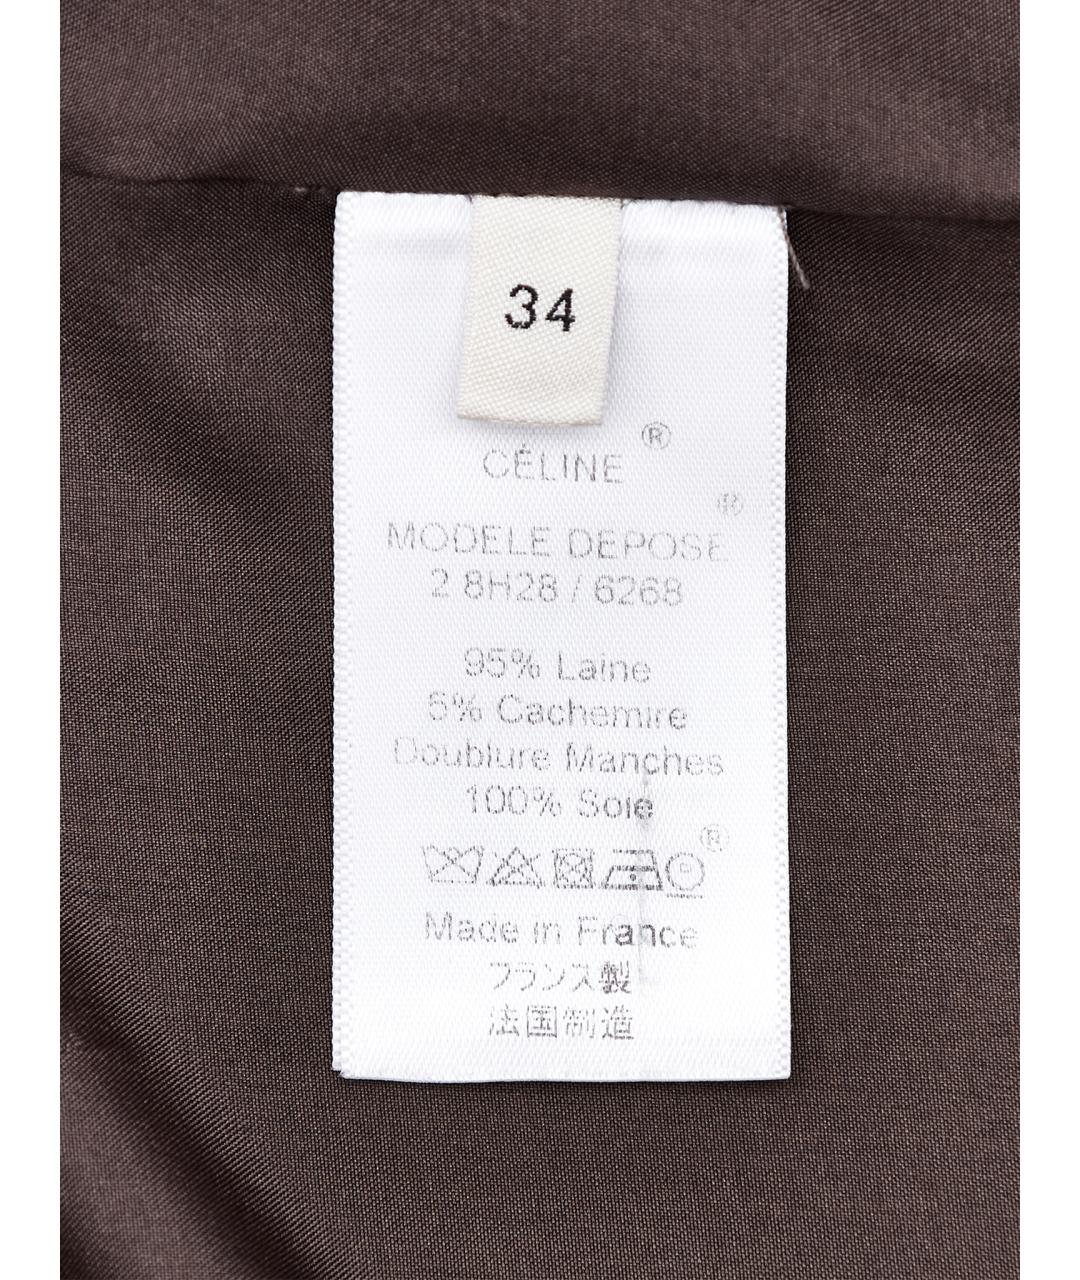 34
CÉLINE ®
®
MODELE DEPOSE
2 8H28 / 6268
95% Laine
5% Cachemire
Doublure Manches
100% Soie
®
Made in France
フランス製
法国制造